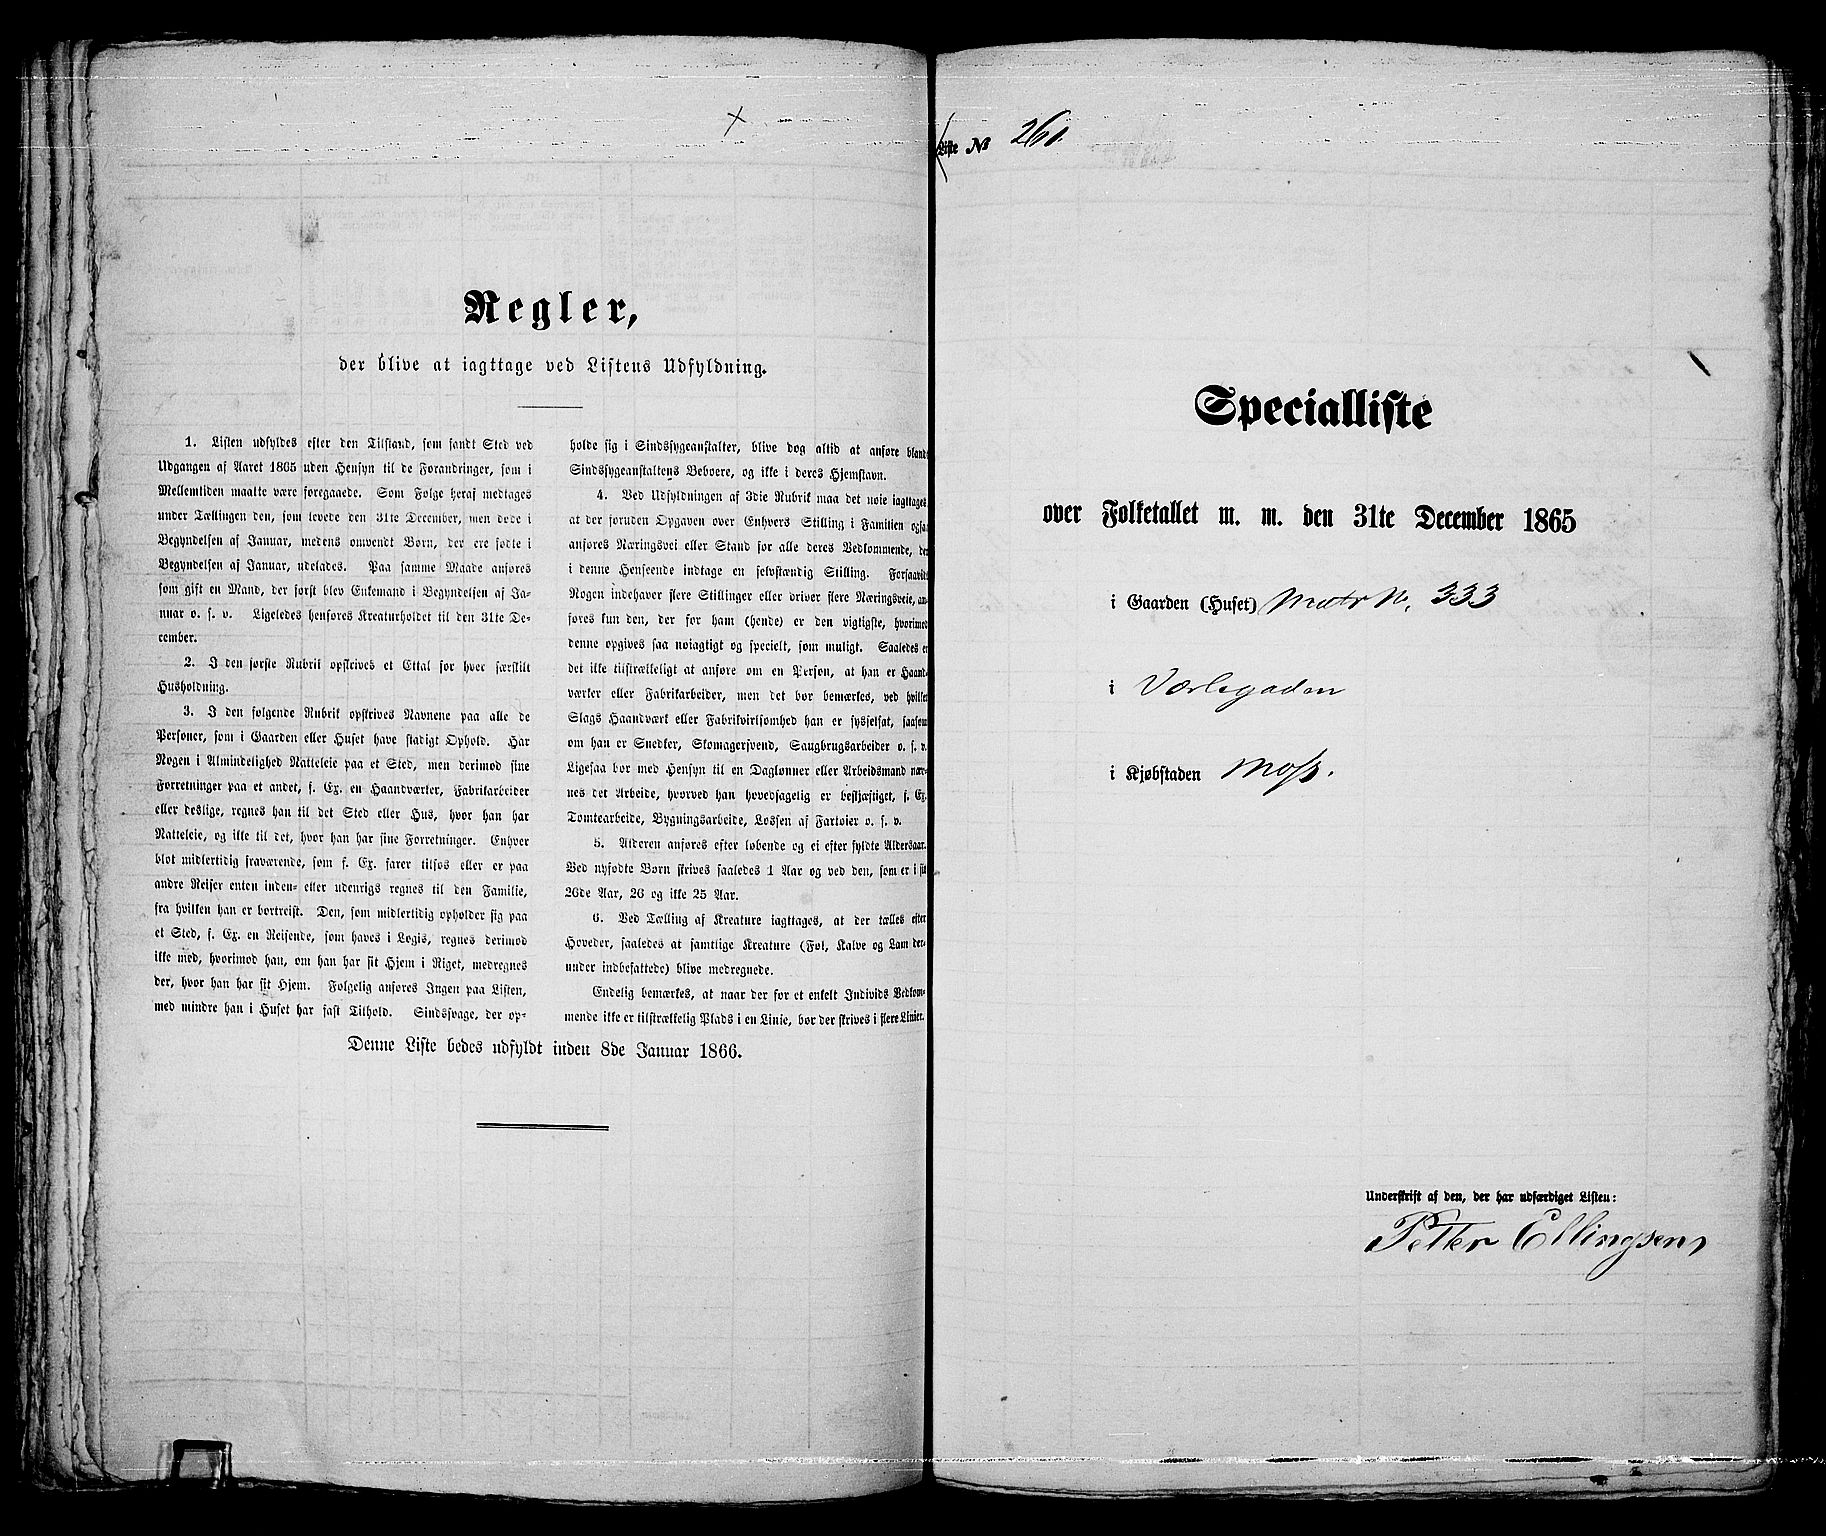 Regler,
der blive at iagttage ved Listens Udfyldning.
1. Listen udfyldes efter den Tilstand, som fandt Sted ved
Udgangen af Aaret 1865 uden Hensyn til de Forandringer, som i
Mellemtiden maatte være foregaaede. Som Følge heraf medtages
under Tællingen den, som levede den 31te December, men døde i
Begyndelsen af Januar, medens omvendt Børn, der ere fødte i
Begyndelsen af Januar, udelades. Paa samme Maade anføres
som gift en Mand, der først blev Enkemand i Begyndelsen af Ja-
nuar o. s. v. Ligeledes henføres Kreaturholdet til den 31te De-
cember.
2. I den første Rubrik opskrives et Ettal for hver særskilt
Husholdning.
3. I den følgende Rubrik opskrives Navnene paa alle de
Personer, som i Gaarden eller Huset have stadigt Ophold. Har
Nogen i Almindelighed Natteleie paa et Sted, men derimod sine
Forretninger paa et andet, f. Ex. en Haandværker, Fabrikarbeider
eller deslige, regnes han til det Sted eller Hus, hvor han har
Natteleie, og ikke til det, hvor han har sine Forretninger. Enhver
blot midlertidig fraværende, som f. Ex. farer tilsøs eller er paa
andre Reiser enten inden- eller udenrigs regnes til den Familie,
fra hvilken han er bortreist. Den, som midlertidig opholder sig paa
et Sted, f. Ex. en Reisende, som haves i Logis, regnes derimod
ikke med, hvorimod han, om han har sit Hjem i Riget, medregnes
der, hvor han har sit Hjem. Følgelig anføres Ingen paa Listen,
med mindre han i Huset har fast Tilhold. Sindssvage, der op-
holde sig i Sindssygeanstalter, blive dog altid at anføre blandt
Sindssygeanstaltens Beboere, og ikke i deres Hjemstavn.
4. Ved Udfyldningen af 3die Rubrik maa det nøie iagttages,
at der foruden Opgaven over Enhvers Stilling i Familien ogsaa
anføres Næringsvei eller Stand for alle deres Vedkommende, der
i denne Henseende indtage en selvstændig Stilling. Forsaavidt
Nogen indehaver flere Stillinger eller driver flere Næringsveie, an-
føres kun den, der for ham (hende) er den vigtigste, hvorimod
denne opgives saa nøiagtigt og specielt, som muligt. Saaledes er
det ikke tilstrækkeligt at anføre om en Person, at han er Haand-
værker eller Fabrikarbeider, men det bør bemærkes, ved hvilket
Slags Haandværk eller Fabrikvirksomhed han er sysselsat, saasom
om han er Snedker, Skomagersvend, Saugbrugsarbeider o. s. v.
Ligesaa bør med Hensyn til en Daglønner eller Arbeidsmand næv-
nes det Arbeide, hvorved han hovedsagelig er beskjæftiget, f. Ex.
Tomtearbeide, Bygningsarbeide, Lossen af Fartøier o. s. v.
5. Alderen anføres efter løbende og ei efter fyldte Aldersaar.
Ved nyfødte Børn skrives saaledes 1 Aar og ved den, som er i sit
26de Aar, 26 og ikke 25 Aar.
6. Ved Tælling af Kreature iagttages, at der tælles efter
Hoveder, saaledes at samtlige Kreature (Føl, Kalve og Lam der-
under indbefattede) blive medregnede.
Endelig bemærkes, at naar der for et enkelt Individs Vedkom-
mende ikke er tilstrækkelig Plads i en Linie, bør der skrives i flere Linier.
Denne Liste bedes udfyldt inden 8de Januar 1866.
Liste No 260.
Specialliste
over Folketallet m. m. den 31te December 1865
i Gaarden (Huset) Matr No. 333
i Værlegaden
i Kjøbstaden Moss.
Underskrift af den, der har udfærdiget Listen:
Petter Ellingsen